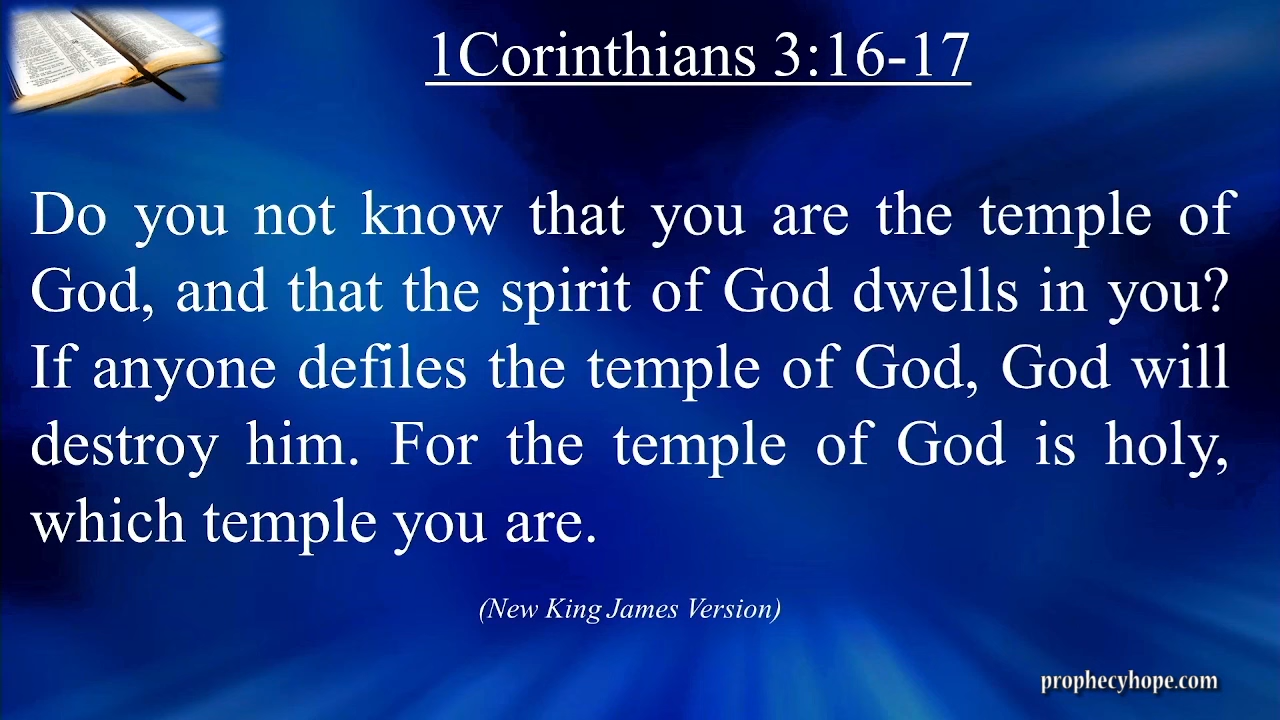 1Corinthians 3:16-17
Do you not know that you are the temple of
God, and that the spirit of God dwells in you?
If anyone defiles the temple of God, God will
destroy him. For the temple of God is holy,
which temple you are.
(New King James Version)
prophecyhope.com